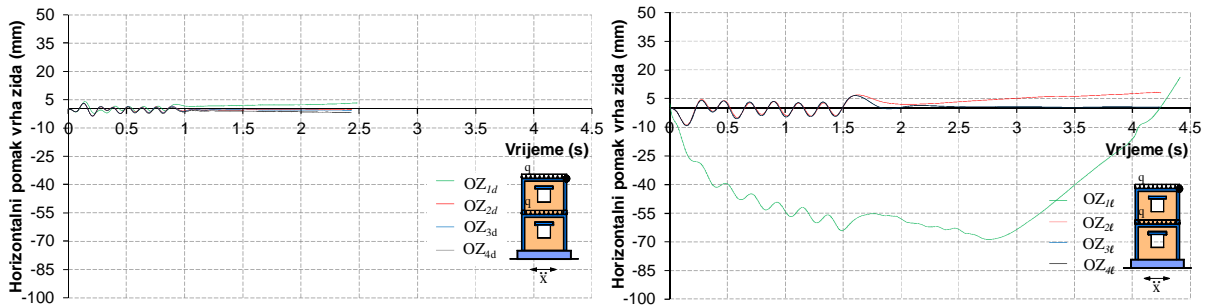 Horizontalni pomak vrha zida (mm)
50
35
20
5
-10
-25
-40
-55
-70
-85
-100
0 0.5 1 1.5 2 2.5 3 3.5 4 4.5
Vrijeme (s)
OZ1d
OZ2d
OZ3d
OZ4d
q
q
ẍ
Horizontalni pomak vrha zida (mm)
50
35
20
5
-10
-25
-40
-55
-70
-85
-100
0 0.5 1 1.5 2 2.5 3 3.5 4 4.5
Vrijeme (s)
OZ1ℓ
OZ2ℓ
OZ3ℓ
OZ4ℓ
q
q
ẍ